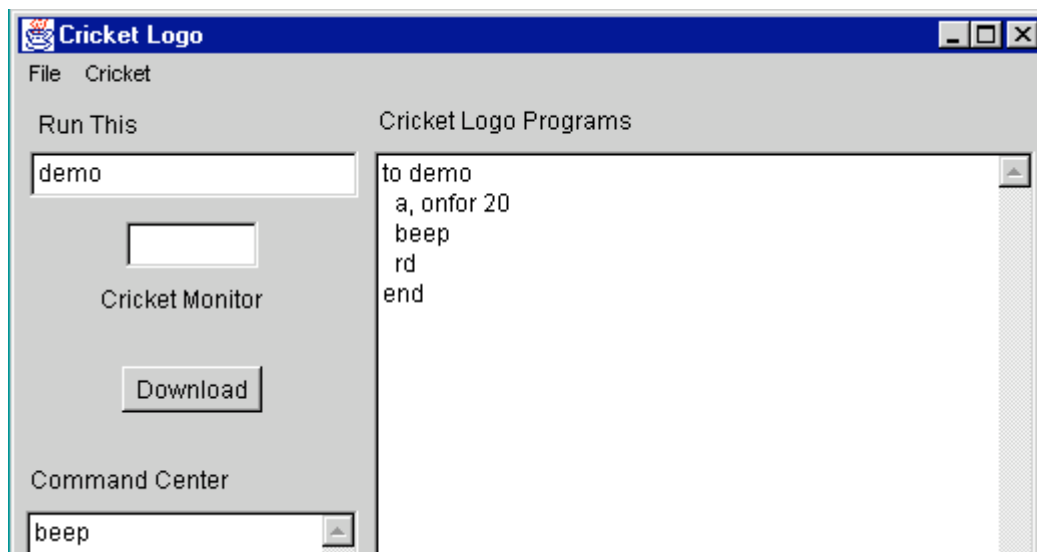 Cricket Logo
File Cricket
Run This
demo
Cricket Monitor
Download
Command Center
beep
Cricket Logo Programs
to demo
a, onfor 20
beep
rd
end